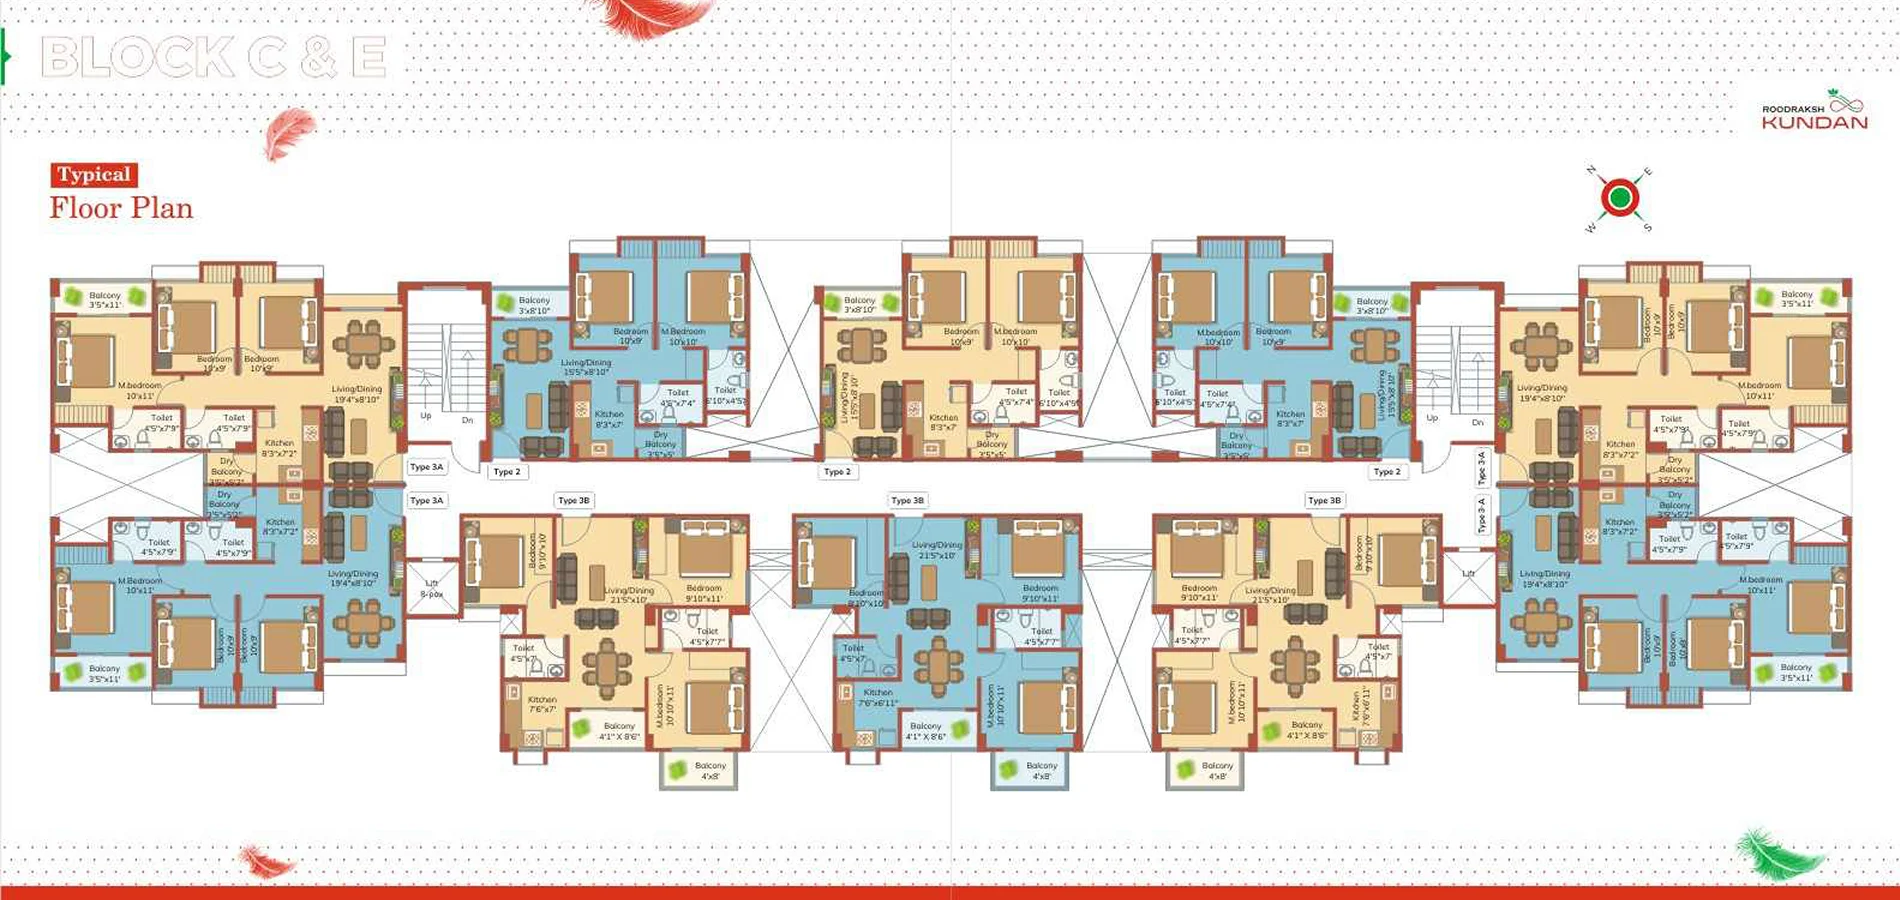 BLOCK C & E
ROODRAKSH
KUNDAN
Typical
Floor Plan
N
E
W
S
Balcony
3'5"x11'
M.bedroom
10'x11'
Bedroom
10'x9'
Bedroom
10'x9'
Living/Dining
19'4"x8'10"
Toilet
4'5"x7'9"
Toilet
4'5"x7'9"
Kitchen
8'3"x7'2"
Dry
Balcony
3'5"x5'2"
Up
Dn
Type 3A
Type 3A
Dry
Balcony
3'5"x5'2"
Kitchen
8'3"x7'2"
Toilet
4'5"x7'9"
Toilet
4'5"x7'9"
M.Bedroom
10'x11'
Living/Dining
19'4"x8'10"
Bedroom
10'x9'
Bedroom
10'x9'
Balcony
3'5"x11'
Lift
8-pax
Balcony
3'x8'10"
Bedroom
10'x9'
M.Bedroom
10'x10'
Living/Dining
15'5"x8'10"
Kitchen
8'3"x7'
Toilet
4'5"x7'4"
Toilet
6'10"x4'5"
Dry
Balcony
3'5"x5'
Type 2
Balcony
3'x8'10"
Bedroom
10'x9'
M.bedroom
10'x10'
Living/Dining
15'5"x8'10'
Kitchen
8'3"x7'
Toilet
4'5"x7'4"
Toilet
6'10"x4'5"
Dry
Balcony
3'5"x5'
Type 2
M.bedroom
10'x10'
Bedroom
10'x9'
Balcony
3'x8'10"
Living/Dining
15'5"x8'10'
Toilet
6'10"x4'5"
Toilet
4'5"x7'4"
Kitchen
8'3"x7'
Dry
Balcony
3'5"x5'
Type 2
Up
Dn
Type 3-A
Type 3-A
Lift
Living/Dining
19'4"x8'10"
Bedroom
10'x9'
Bedroom
10'x9'
Balcony
3'5"x11'
M.bedroom
10'x11'
Toilet
4'5"x7'9"
Toilet
4'5"x7'9"
Kitchen
8'3"x7'2"
Dry
Balcony
3'5"x5'2"
Dry
Balcony
3'5"x5'2"
Kitchen
8'3"x7'2"
Toilet
4'5"x7'9"
Toilet
4'5"x7'9"
Living/Dining
19'4"x8'10"
M.bedroom
10'x11'
Bedroom
10'x9'
Bedroom
10'x9'
Balcony
3'5"x11'
Type 3B
Bedroom
9'10"x10'
Living/Dining
21'5"x10'
Bedroom
9'10"x11'
Toilet
4'5"x7'7"
Toilet
4'5"x7'
Kitchen
7'6"x7'
M.bedroom
10'10"x11'
Balcony
4'1" X 8'6"
Balcony
4'x8'
Type 3B
Living/Dining
21'5"x10'
Bedroom
9'10"x10'
Bedroom
9'10"x11'
Toilet
4'5"x7'7"
Toilet
4'5"x7'
Kitchen
7'6"x6'11"
M.bedroom
10'10"x11'
Balcony
4'1" X 8'6"
Balcony
4'x8'
Type 3B
Bedroom
9'10"x11'
Living/Dining
21'5"x10'
Bedroom
9'10"x10'
Toilet
4'5"x7'7"
Toilet
4'5"x7'
M.bedroom
10'10"x11'
Kitchen
7'6"x6'11"
Balcony
4'1" X 8'6"
Balcony
4'x8'